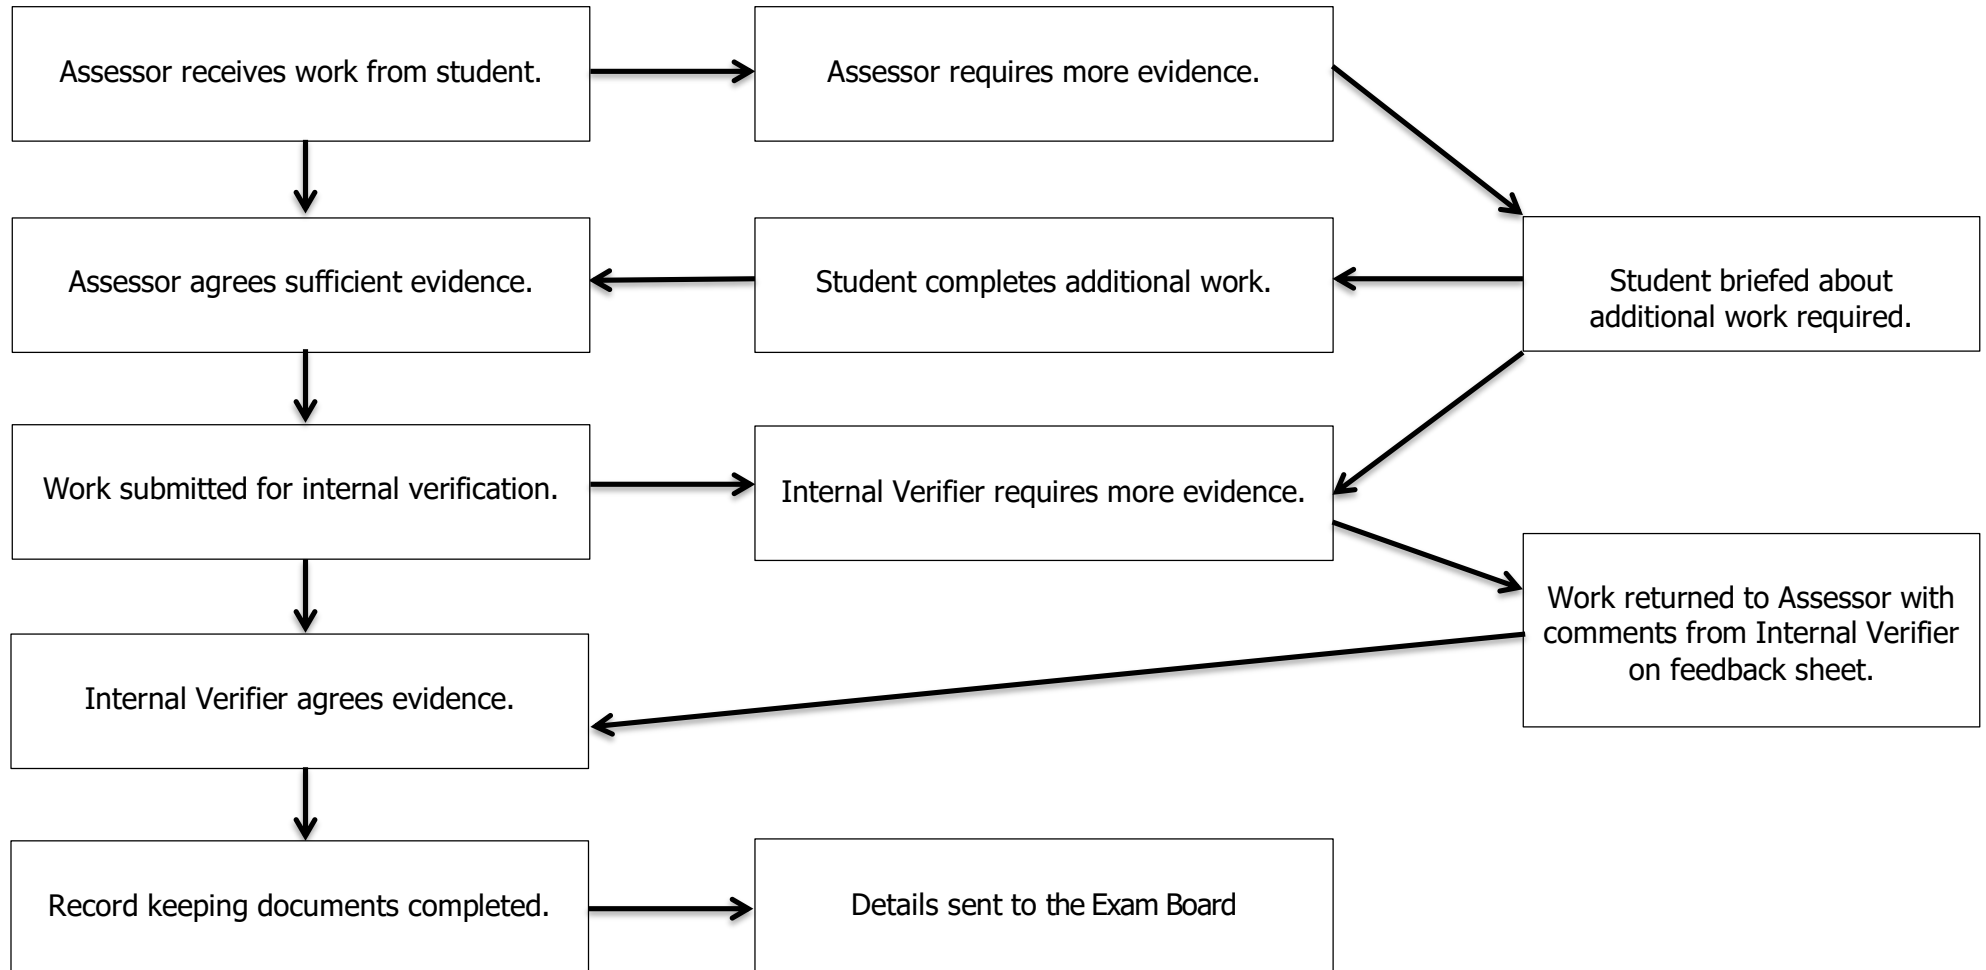 Assessor receives work from student.
Assessor requires more evidence.
Assessor agrees sufficient evidence.
Student completes additional work.
Student briefed about
additional work required.
Work submitted for internal verification.
Internal Verifier requires more evidence.
Work returned to Assessor with
comments from Internal Verifier
on feedback sheet.
Internal Verifier agrees evidence.
Record keeping documents completed.
Details sent to the Exam Board